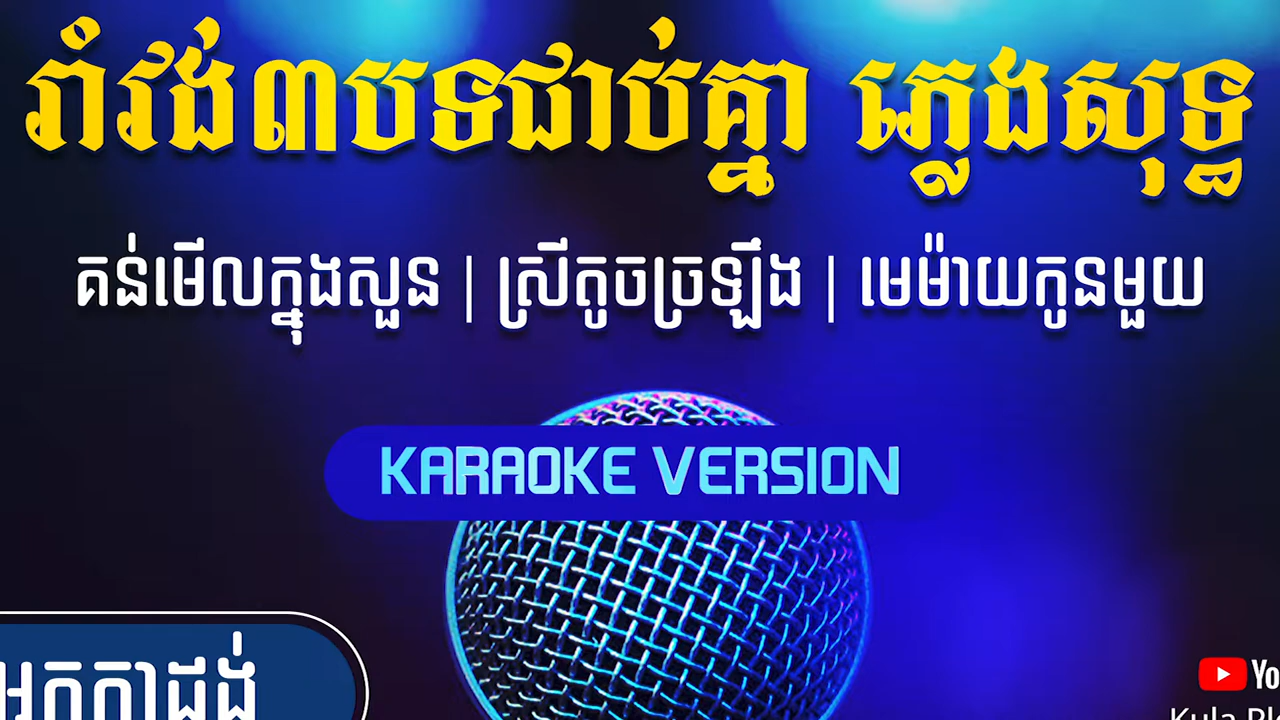 រាំវង់៣បទជាប់គ្នា ភ្លេងសុទ្ធ
គន់មើលក្នុងសួន | ស្រីតូចច្រឡឹង | មេម៉ាយកូនមួយ
KARAOKE VERSION